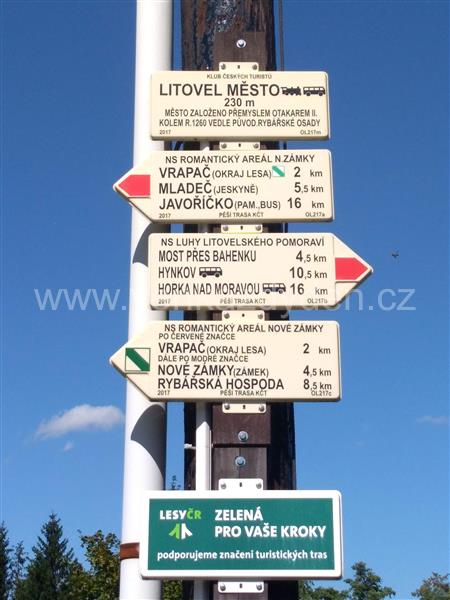 KLUB ČESKÝCH TURISTŮ
LITOVEL MĚSTO
230 m
MĚSTO ZALOŽENO PŘEMYSLEM OTAKAREM II.
KOLEM R.1260 VEDLE PŮVOD.RYBÁŘSKÉ OSADY
2017 OL217m
NS ROMANTICKÝ AREÁL N.ZÁMKY
VRAPAČ (OKRAJ LESA) 2 km
MLADEČ (JESKYNĚ) 5,5 km
JAVOŘÍČKO (PAM.,BUS) 16 km
2017 PĚŠÍ TRASA KČT OL217a
NS LUHY LITOVELSKÉHO POMORAVÍ
MOST PŘES BAHENKU 4,5 km
HYNKOV 10,5 km
HORKA NAD MORAVOU 16 km
2017 PĚŠÍ TRASA KČT OL217b
NS ROMANTICKÝ AREÁL NOVÉ ZÁMKY
PO ČERVENÉ ZNAČCE
VRAPAČ (OKRAJ LESA) 2 km
DÁLE PO MODRÉ ZNAČCE
NOVÉ ZÁMKY (ZÁMEK) 4,5 km
RYBÁŘSKÁ HOSPODA 8,5 km
2017 PĚŠÍ TRASA KČT OL217c
LESYČR ZELENÁ
PRO VAŠE KROKY
podporujeme značení turistických tras